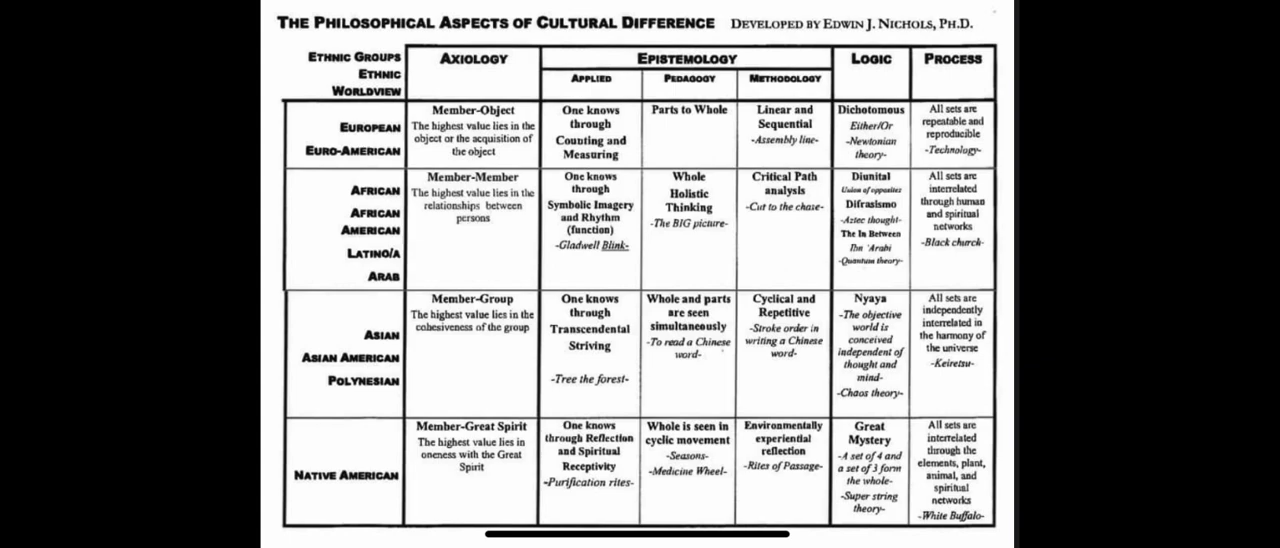 THE PHILOSOPHICAL ASPECTS OF CULTURAL DIFFERENCE DEVELOPED BY EDWIN J. NICHOLS, PH.D.
ETHNIC GROUPS
ETHNIC
WORLDVIEW
AXIOLOGY
EPISTEMOLOGY
APPLIED
PEDAGOGY
METHODOLOGY
LOGIC
PROCESS
EUROPEAN
EURO-AMERICAN
Member-Object
The highest value lies in the
object or the acquisition of
the object
One knows
through
Counting and
Measuring
Parts to Whole
Linear and
Sequential
-Assembly line-
Dichotomous
Either/Or
-Newtonian
theory-
All sets are
repeatable and
reproducible
-Technology-
AFRICAN
AFRICAN
AMERICAN
LATINO/A
ARAB
Member-Member
The highest value lies in the
relationships between
persons
One knows
through
Symbolic Imagery
and Rhythm
(function)
-Gladwell Blink-
Whole
Holistic
Thinking
-The BIG picture-
Critical Path
analysis
-Cut to the chase-
Diunital
Union of opposites
Difrasismo
-Aztec thought-
The In Between
Ibn 'Arabi
-Quantum theory-
All sets are
interrelated
through human
and spiritual
networks
-Black church-
ASIAN
ASIAN AMERICAN
POLYNESIAN
Member-Group
The highest value lies in the
cohesiveness of the group
One knows
through
Transcendental
Striving
-Tree the forest-
Whole and parts
are seen
simultaneously
-To read a Chinese
word-
Cyclical and
Repetitive
-Stroke order in
writing a Chinese
word-
Nyaya
-The objective
world is
conceived
independent of
thought and
mind-
-Chaos theory-
All sets are
independently
interrelated in
the harmony of
the universe
-Keiretsu-
NATIVE AMERICAN
Member-Great Spirit
The highest value lies in
oneness with the Great
Spirit
One knows
through Reflection
and Spiritual
Receptivity
-Purification rites-
Whole is seen in
cyclic movement
-Seasons-
-Medicine Wheel-
Environmentally
experiential
reflection
-Rites of Passage-
Great
Mystery
-A set of 4 and
a set of 3 form
the whole-
-Super string
theory-
All sets are
interrelated
through the
elements, plant,
animal, and
spiritual
networks
-White Buffalo-